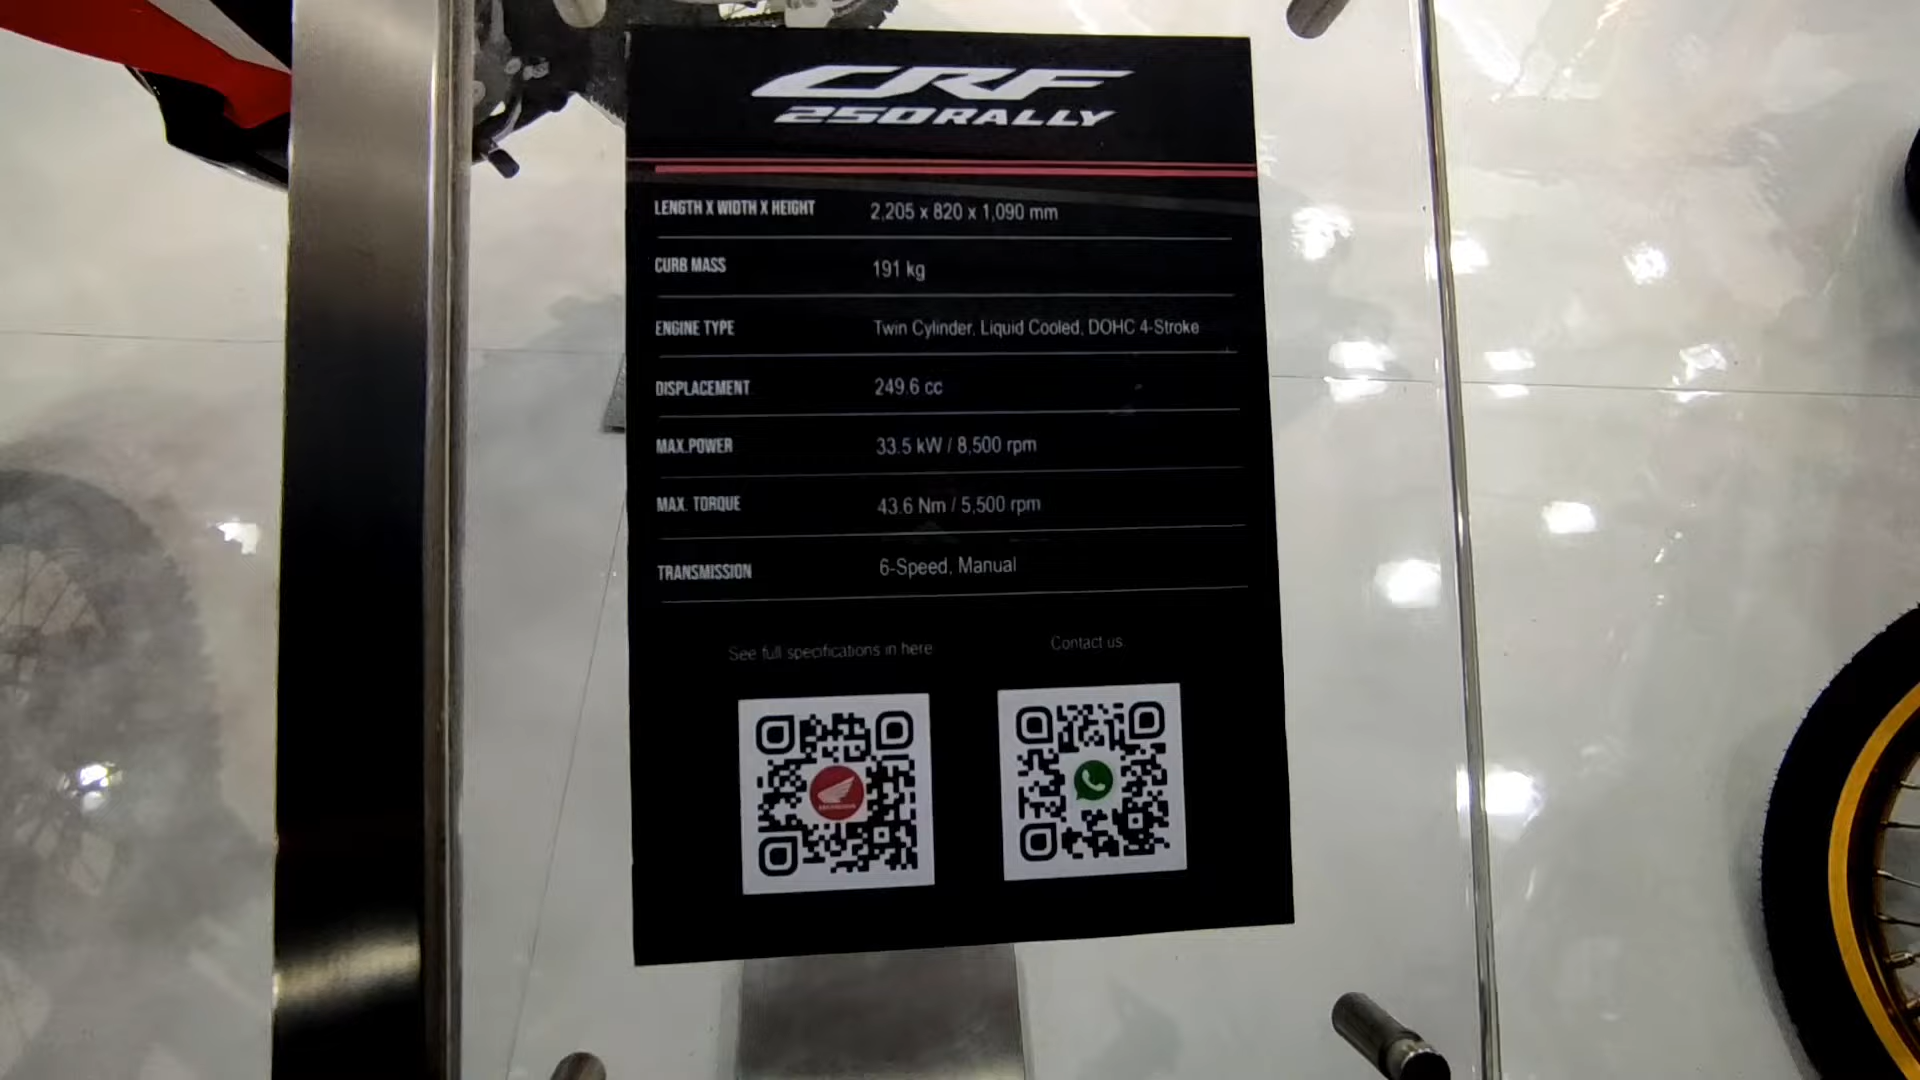 CRF
250RALLY
LENGTH X WIDTH X HEIGHT 2,205 x 820 x 1,090 mm
CURB MASS 191 kg
ENGINE TYPE Twin Cylinder, Liquid Cooled, DOHC 4-Stroke
DISPLACEMENT 249.6 cc
MAX.POWER 33.5 kW / 8,500 rpm
MAX. TORQUE 43.6 Nm / 5,500 rpm
TRANSMISSION 6-Speed, Manual
See full specifications in here
Contact us
HONDA